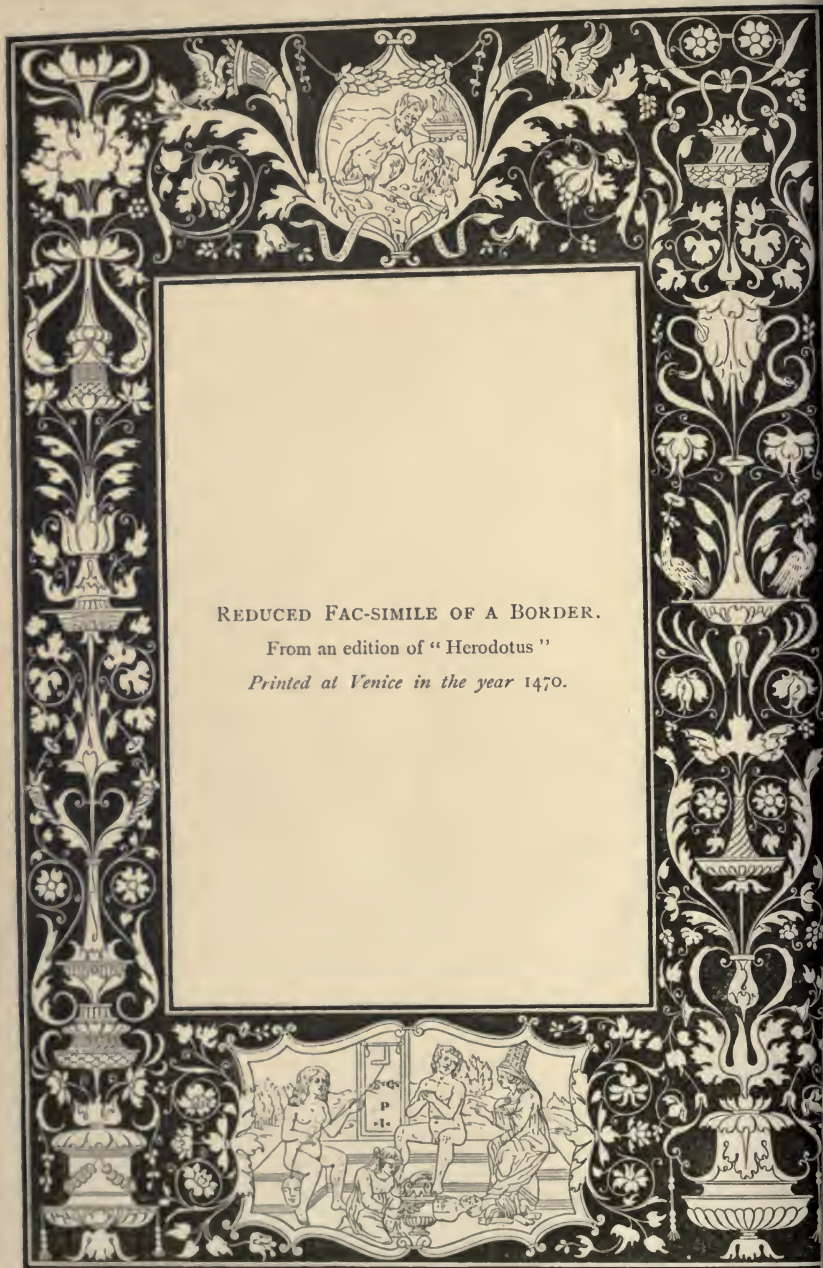 REDUCED FAC-SIMILE OF A BORDER.
From an edition of “ Herodotus ”
Printed at Venice in the year 1470.
S·C·
P
·I·